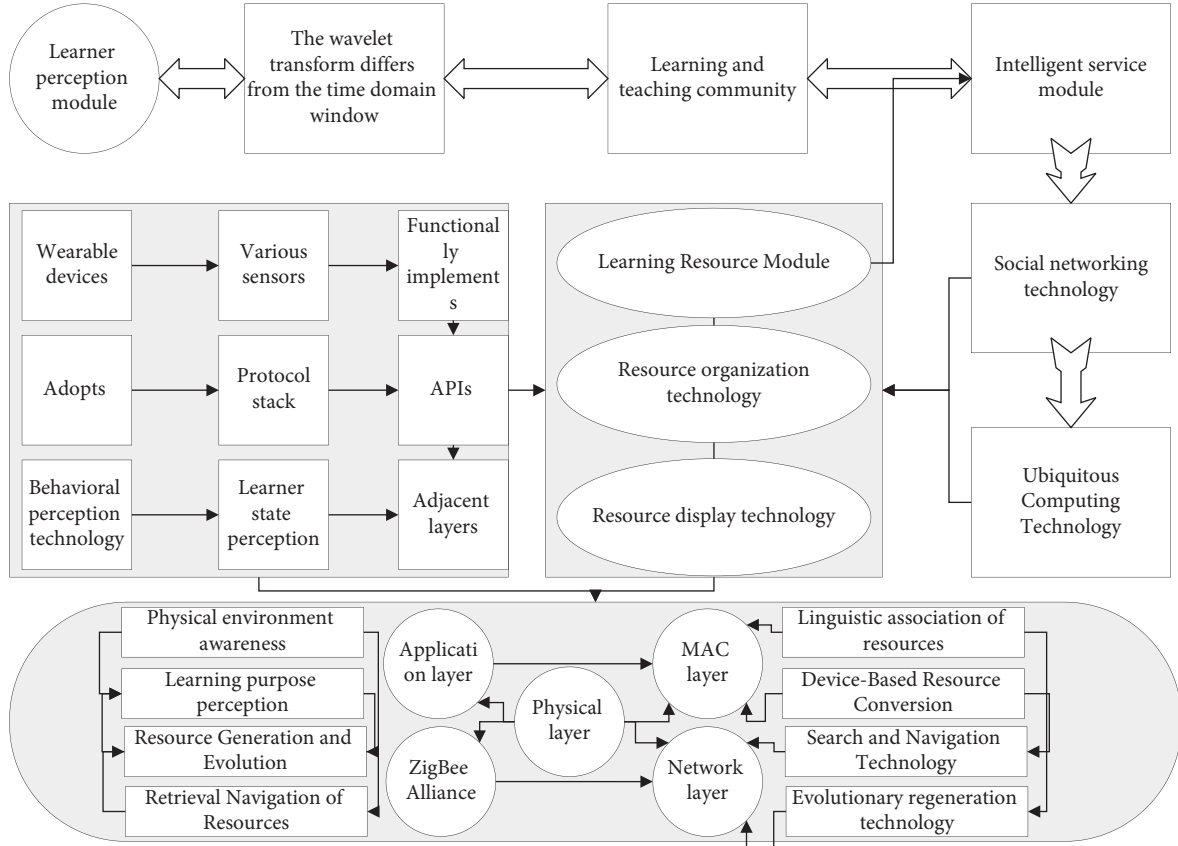 Learner
perception
module
The wavelet
transform differs
from the time domain
window
Learning and
teaching community
Intelligent service
module
Wearable
devices
Various
sensors
Functional
ly
implement
s
Adopts
Protocol
stack
APIs
Behavioral
perception
technology
Learner
state
perception
Adjacent
layers
Learning Resource Module
Resource organization
technology
Resource display technology
Social networking
technology
Ubiquitous
Computing
Technology
Physical environment
awareness
Learning purpose
perception
Resource Generation and
Evolution
Retrieval Navigation of
Resources
Applicati
on layer
ZigBee
Alliance
Physical
layer
MAC
layer
Network
layer
Linguistic association of
resources
Device-Based Resource
Conversion
Search and Navigation
Technology
Evolutionary regeneration
technology